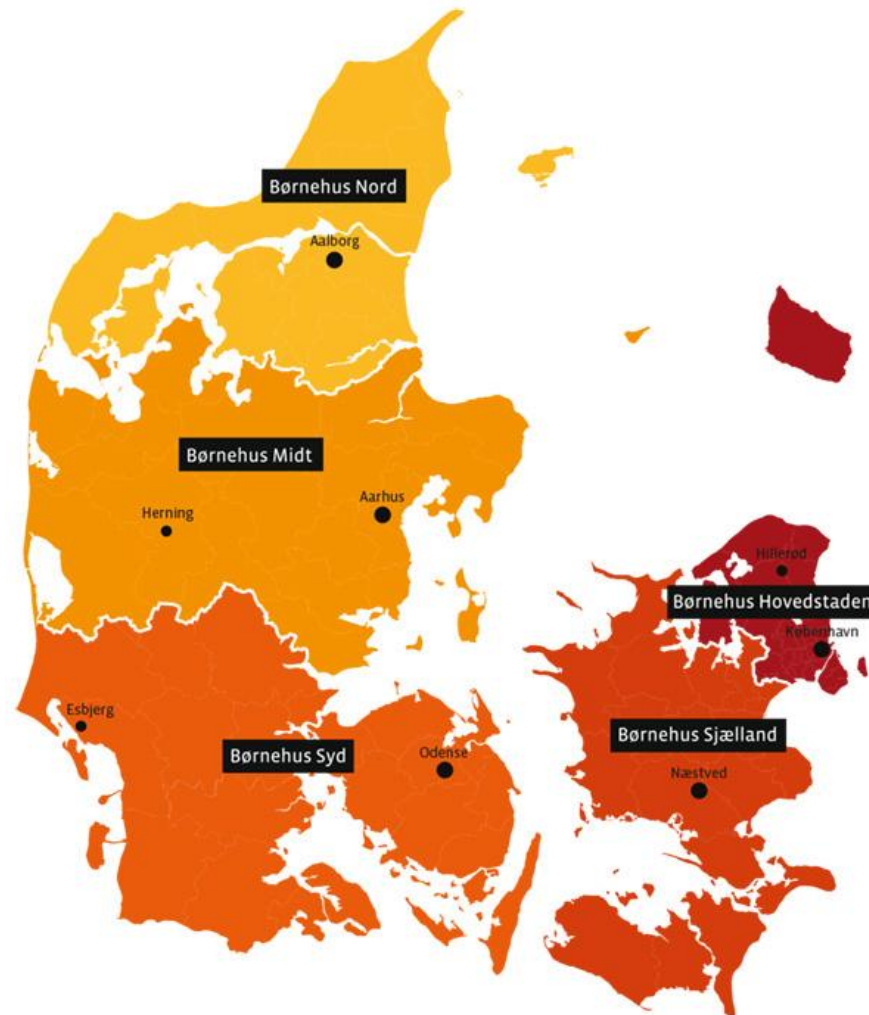 Børnehus Nord
Aalborg
Børnehus Midt
Aarhus
Herning
Hillerød
Børnehus Hovedstaden
København
Esbjerg
Børnehus Syd
Odense
Børnehus Sjælland
Næstved